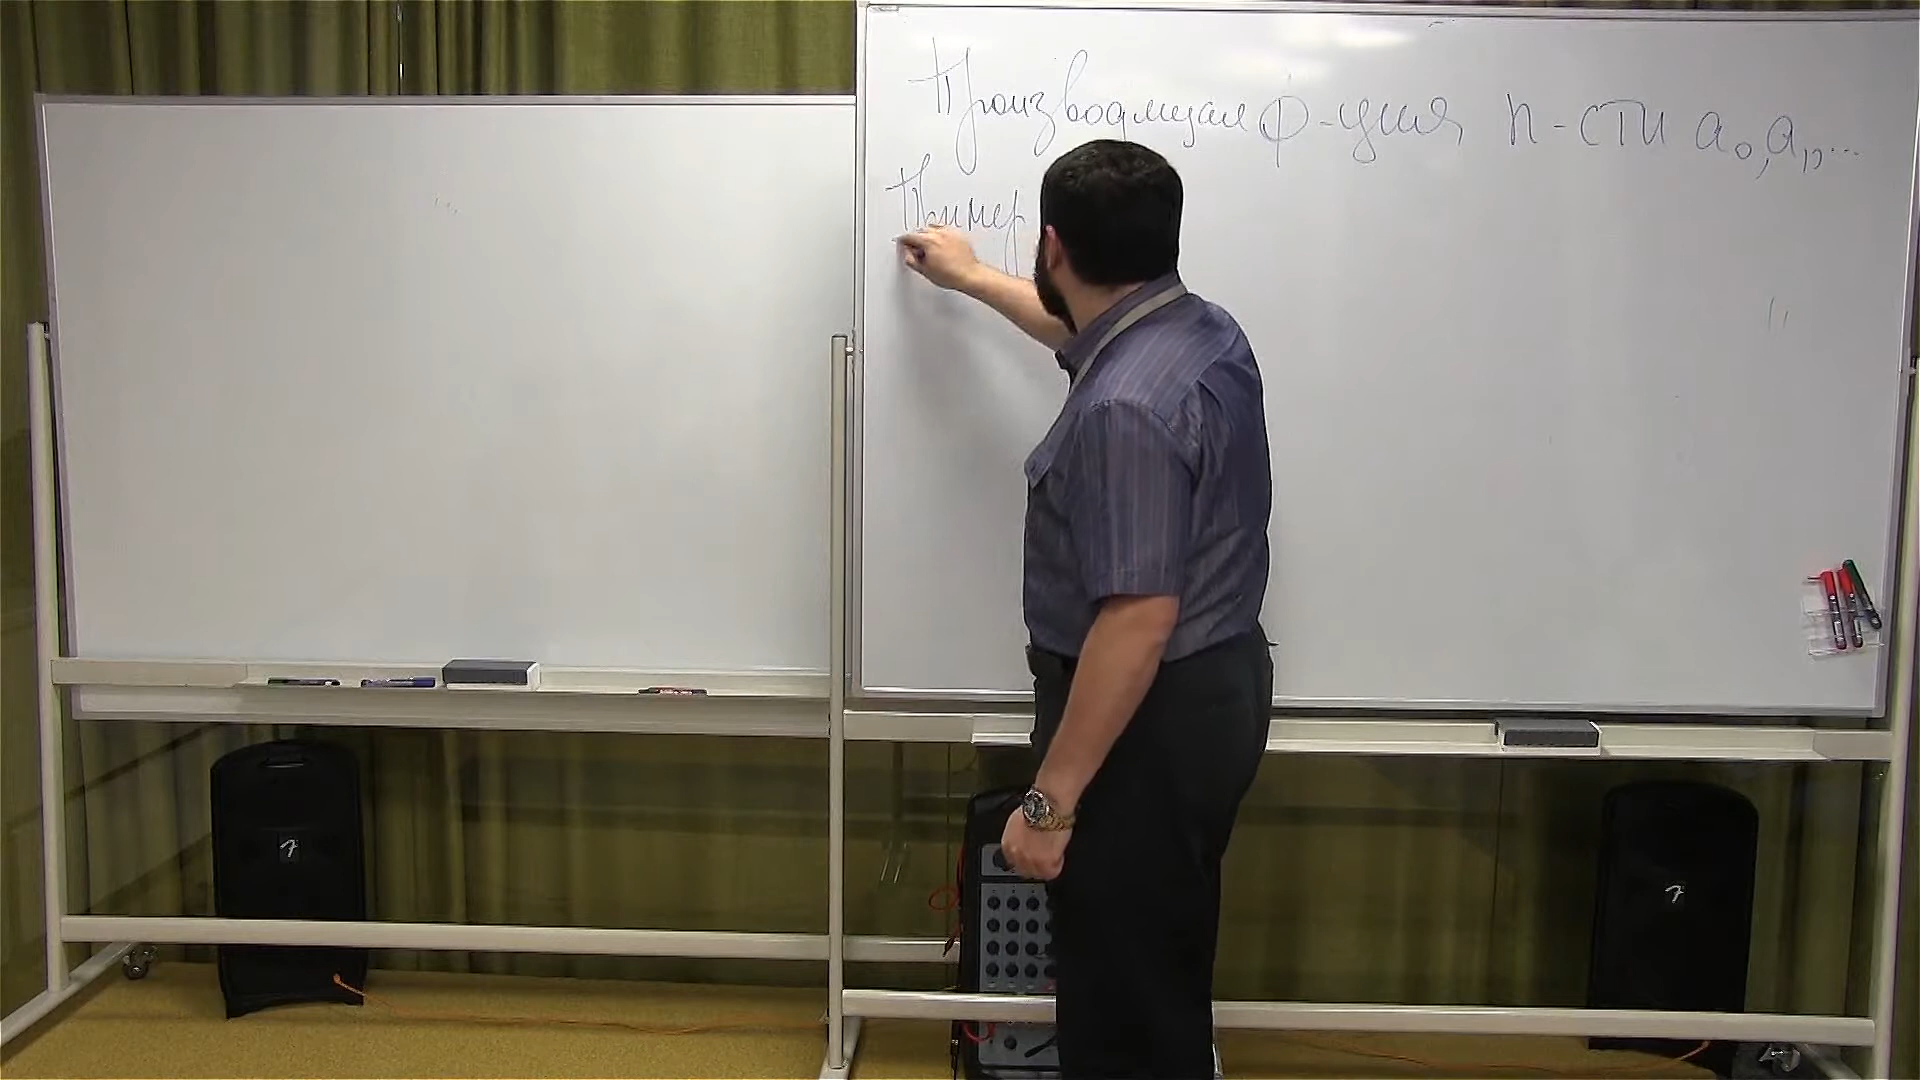 Производящая ф-ция п-сти a₀, a₁, ...
Пример